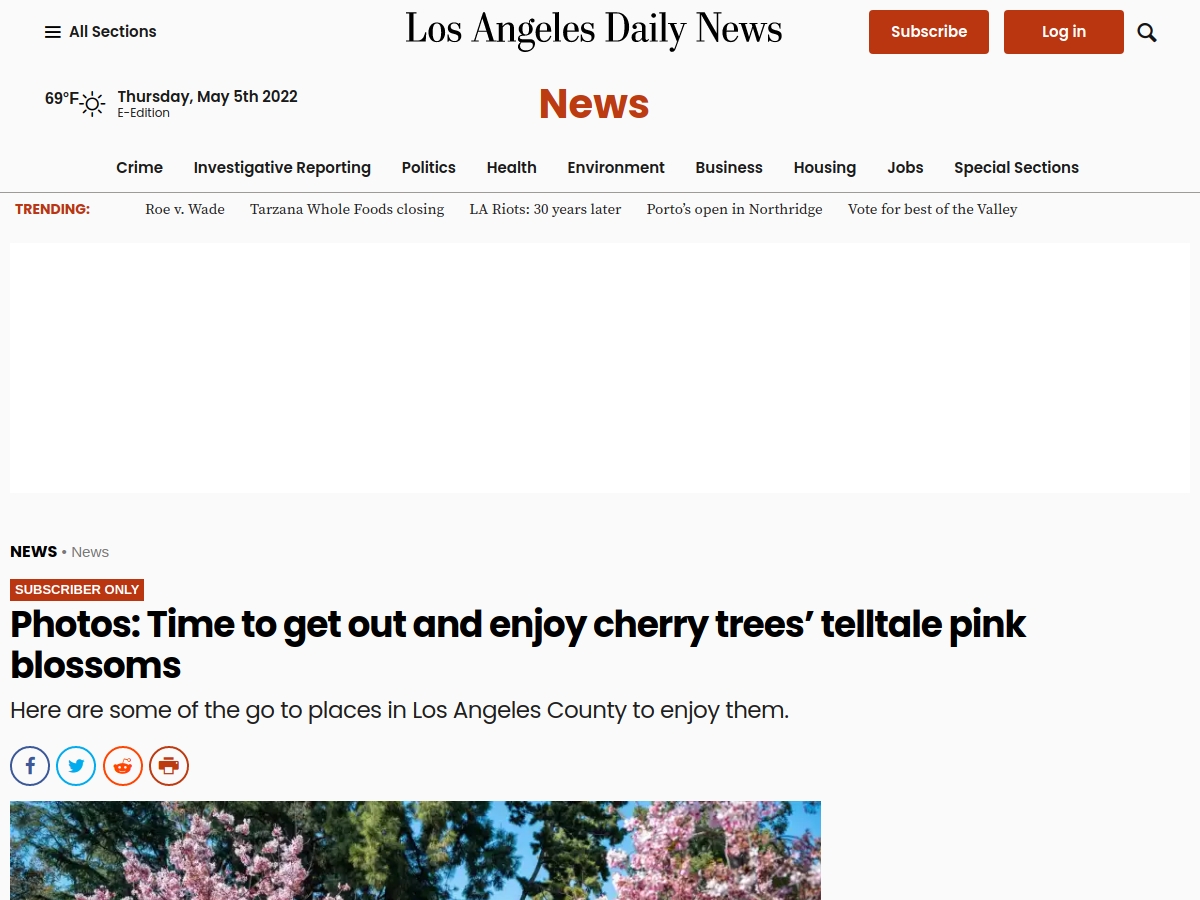 All Sections
Los Angeles Daily News
Subscribe
Log in
69°F
Thursday, May 5th 2022
E-Edition
News
Crime Investigative Reporting Politics Health Environment Business Housing Jobs Special Sections
TRENDING: Roe v. Wade Tarzana Whole Foods closing LA Riots: 30 years later Porto’s open in Northridge Vote for best of the Valley
NEWS • News
SUBSCRIBER ONLY
Photos: Time to get out and enjoy cherry trees’ telltale pink
blossoms
Here are some of the go to places in Los Angeles County to enjoy them.